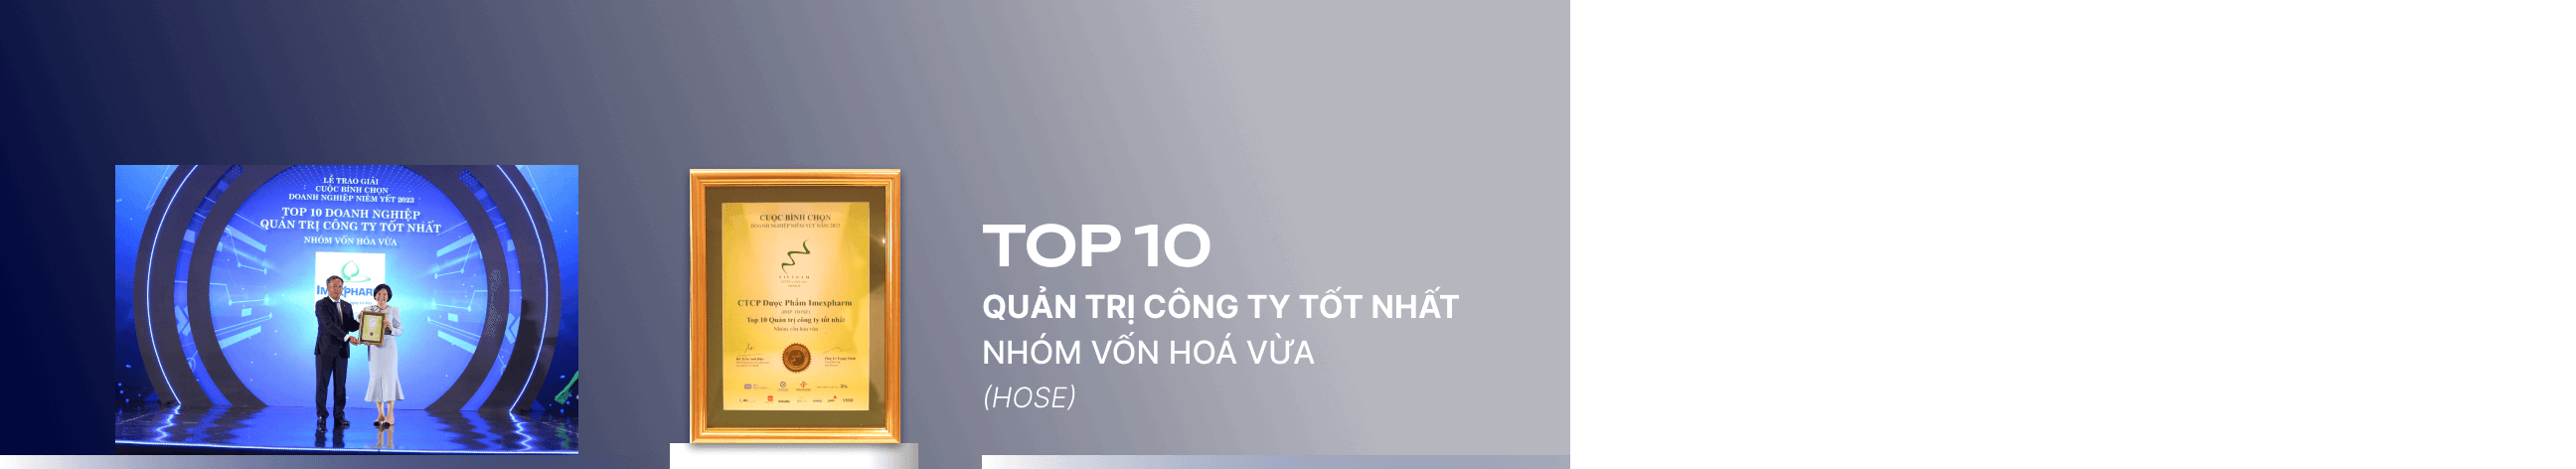 LỄ TRAO GIẢI
CUỘC BÌNH CHỌN
DOANH NGHIỆP NIÊM YẾT 2023
TOP 10 DOANH NGHIỆP
QUẢN TRỊ CÔNG TY TỐT NHẤT
NHÓM VỐN HÓA VỪA
CUỘC BÌNH CHỌN
DOANH NGHIỆP NIÊM YẾT NĂM 2023
CTCP Dược Phẩm Imexpharm
(IMP - HOSE)
Top 10 Quản trị công ty tốt nhất
Nhóm vốn hóa vừa
TOP 10
QUẢN TRỊ CÔNG TY TỐT NHẤT
NHÓM VỐN HOÁ VỪA
(HOSE)